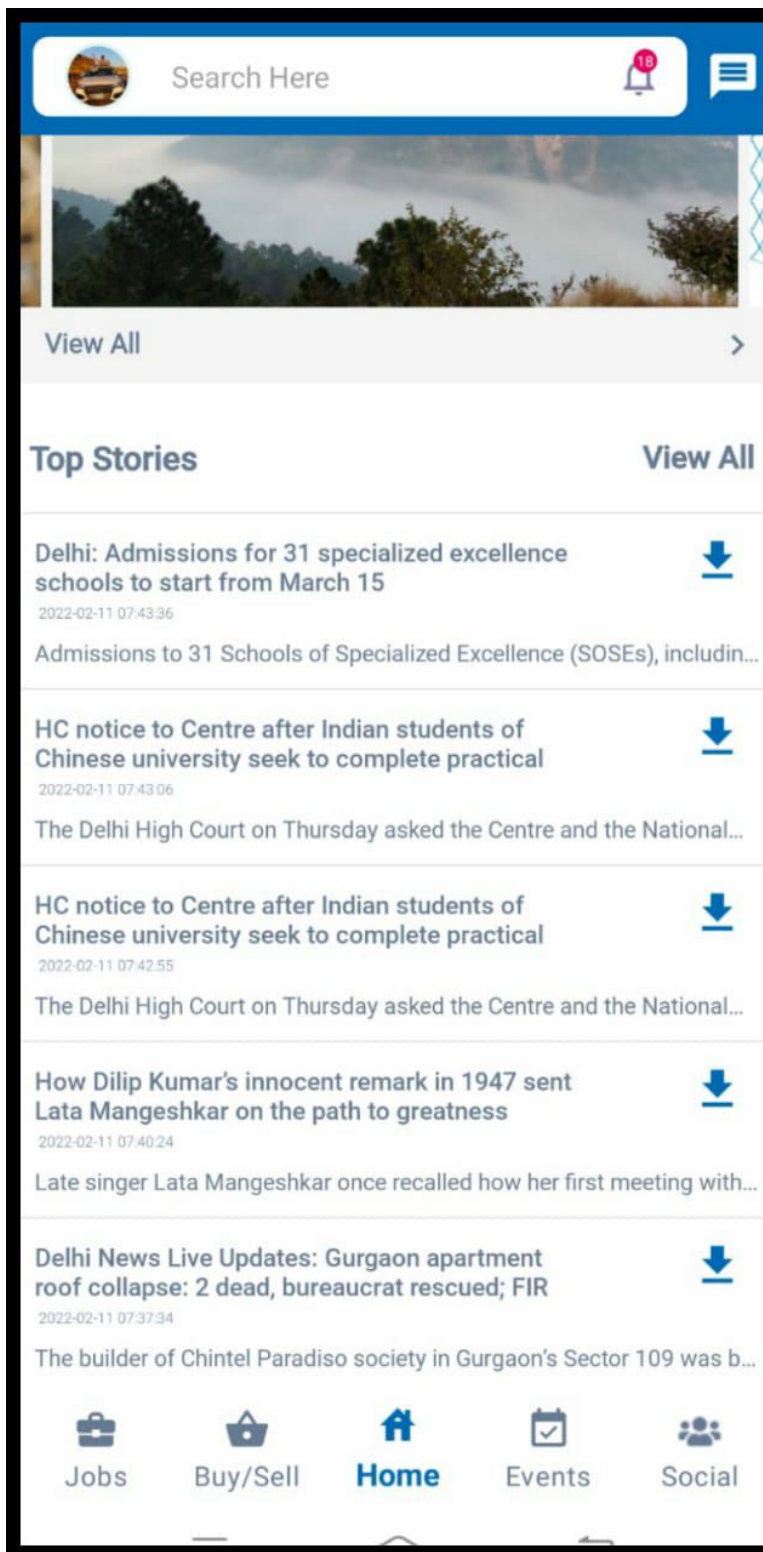 Search Here
18
View All
Top Stories
View All
Delhi: Admissions for 31 specialized excellence
schools to start from March 15
2022-02-11 07:43:36
Admissions to 31 Schools of Specialized Excellence (SOSEs), includin...
HC notice to Centre after Indian students of
Chinese university seek to complete practical
2022-02-11 07:43:06
The Delhi High Court on Thursday asked the Centre and the National...
HC notice to Centre after Indian students of
Chinese university seek to complete practical
2022-02-11 07:42:55
The Delhi High Court on Thursday asked the Centre and the National...
How Dilip Kumar's innocent remark in 1947 sent
Lata Mangeshkar on the path to greatness
2022-02-11 07:40:24
Late singer Lata Mangeshkar once recalled how her first meeting with...
Delhi News Live Updates: Gurgaon apartment
roof collapse: 2 dead, bureaucrat rescued; FIR
2022-02-11 07:37:34
The builder of Chintel Paradiso society in Gurgaon's Sector 109 was b...
Jobs
Buy/Sell
Home
Events
Social